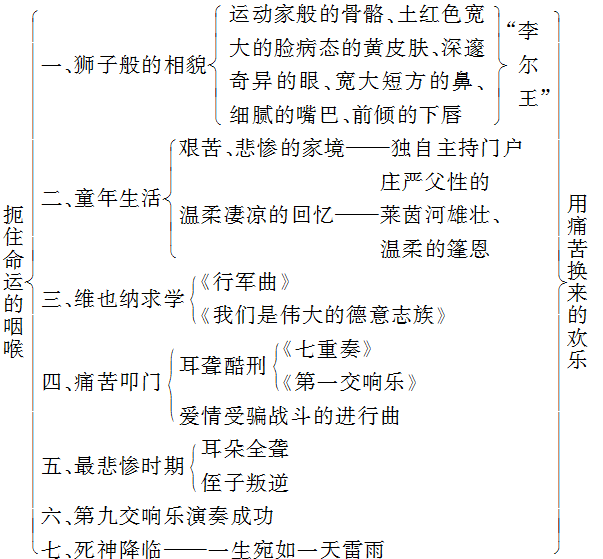 扼住命运的咽喉
一、狮子般的相貌
运动家般的骨骼、土红色宽
大的脸病态的黄皮肤、深邃
奇异的眼、宽大短方的鼻、
细腻的嘴巴、前倾的下唇
“李尔王”
二、童年生活
艰苦、悲惨的家境——独自主持门户
温柔凄凉的回忆——莱茵河雄壮、
庄严父性的
温柔的篷恩
三、维也纳求学
《行军曲》
《我们是伟大的德意志族》
四、痛苦叩门
耳聋酷刑
《七重奏》
《第一交响乐》
爱情受骗战斗的进行曲
五、最悲惨时期
耳朵全聋
侄子叛逆
六、第九交响乐演奏成功
七、死神降临——一生宛如一天雷雨
用痛苦换来的欢乐